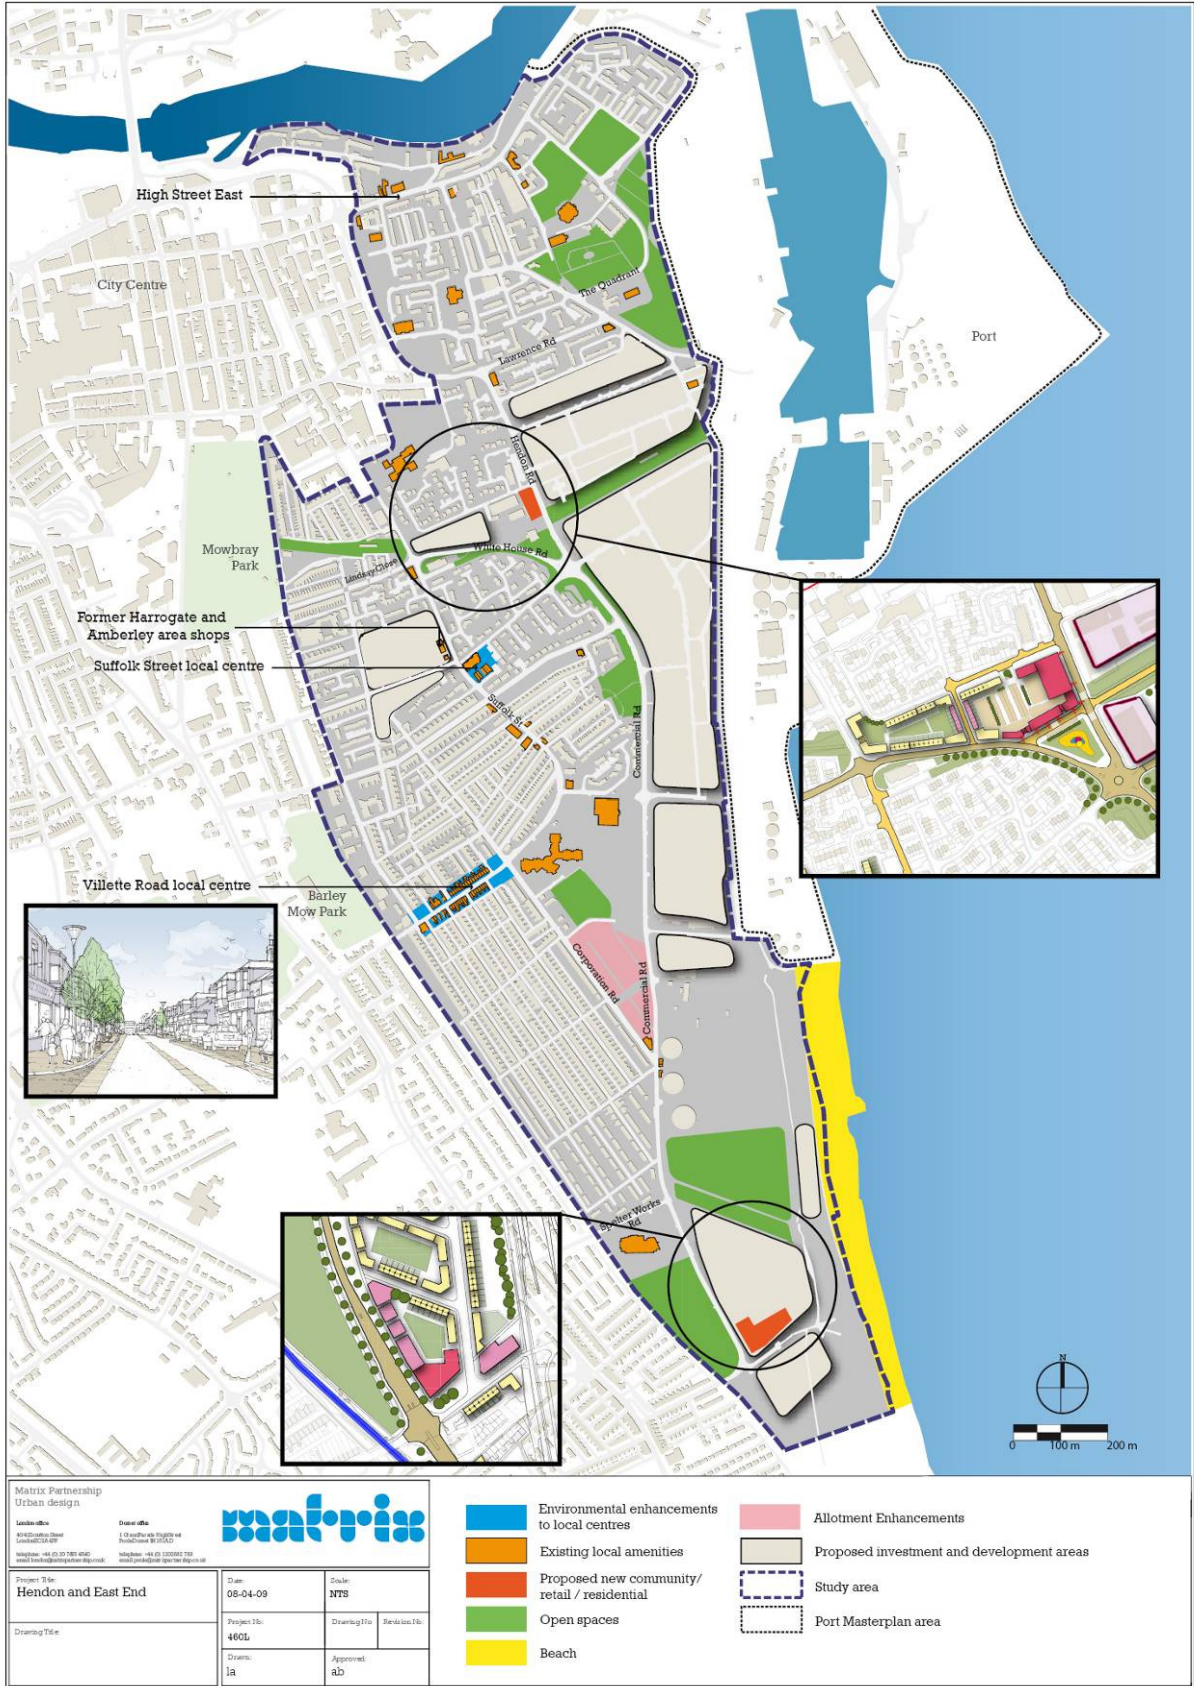 High Street East
City Centre
The Quadrant
Port
Lawrence Rd
Hendon Rd
White House Rd
Mowbray
Park
Lindsay Close
Former Harrogate and
Amberley area shops
Suffolk Street local centre
Suffolk St
Commercial Rd
Villette Road local centre
Barley
Mow Park
Corporation Rd
Commercial Rd
Spelter Works
Rd
N
0 100 m 200 m
Matrix Partnership
Urban design
London office
matrix
Project Title:
Hendon and East End
Date:
08-04-09
Scale:
NTS
Project No:
460L
Drawing No
Revision No:
Drawing Title
Drawn:
la
Approved:
ab
Environmental enhancements
to local centres
Existing local amenities
Proposed new community/
retail / residential
Open spaces
Beach
Allotment Enhancements
Proposed investment and development areas
Study area
Port Masterplan area